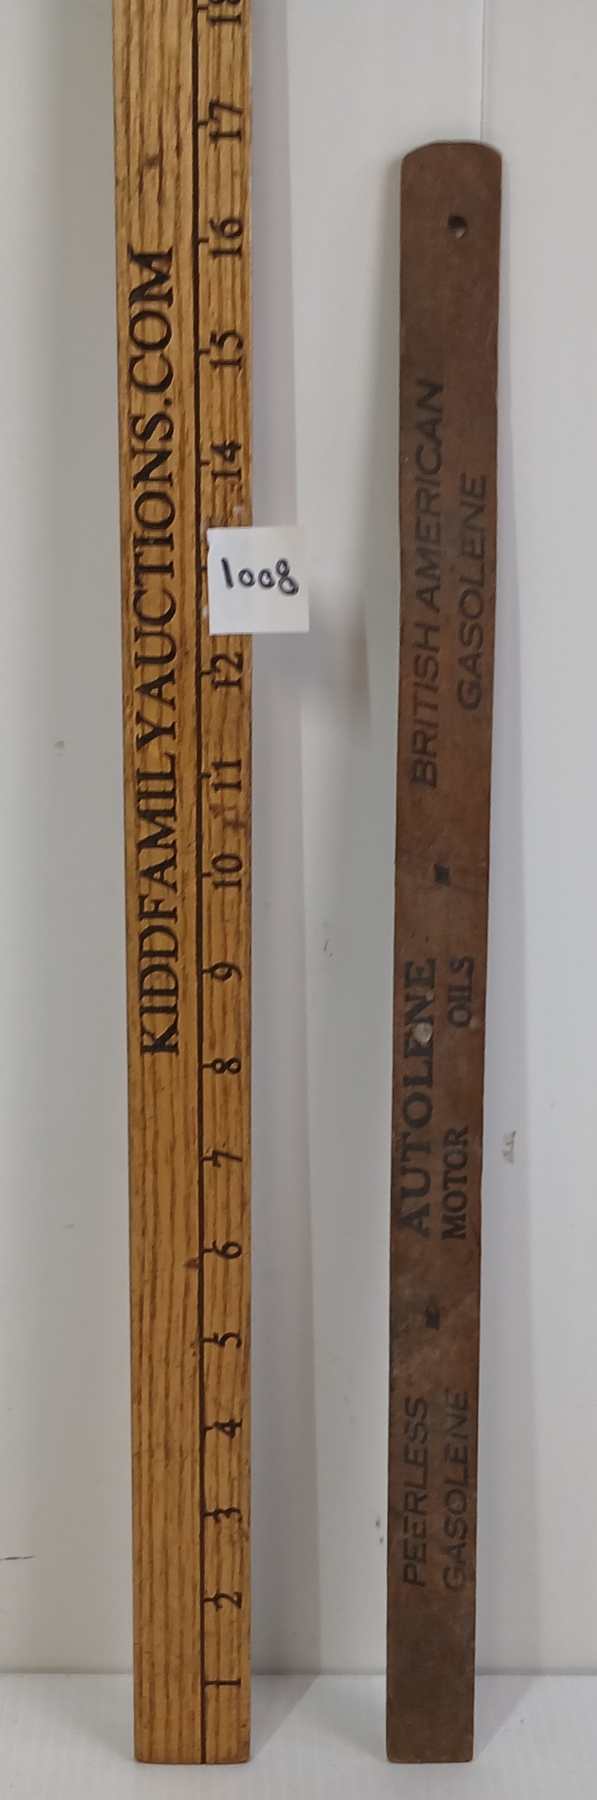 KIDDFAMILYAUCTIONS.COM
18
17
16
15
14
12
11
10
9
8
7
6
5
4
3
2
1
1008
PEERLESS
GASOLENE
AUTOLENE
MOTOR OILS
BRITISH AMERICAN
GASOLENE